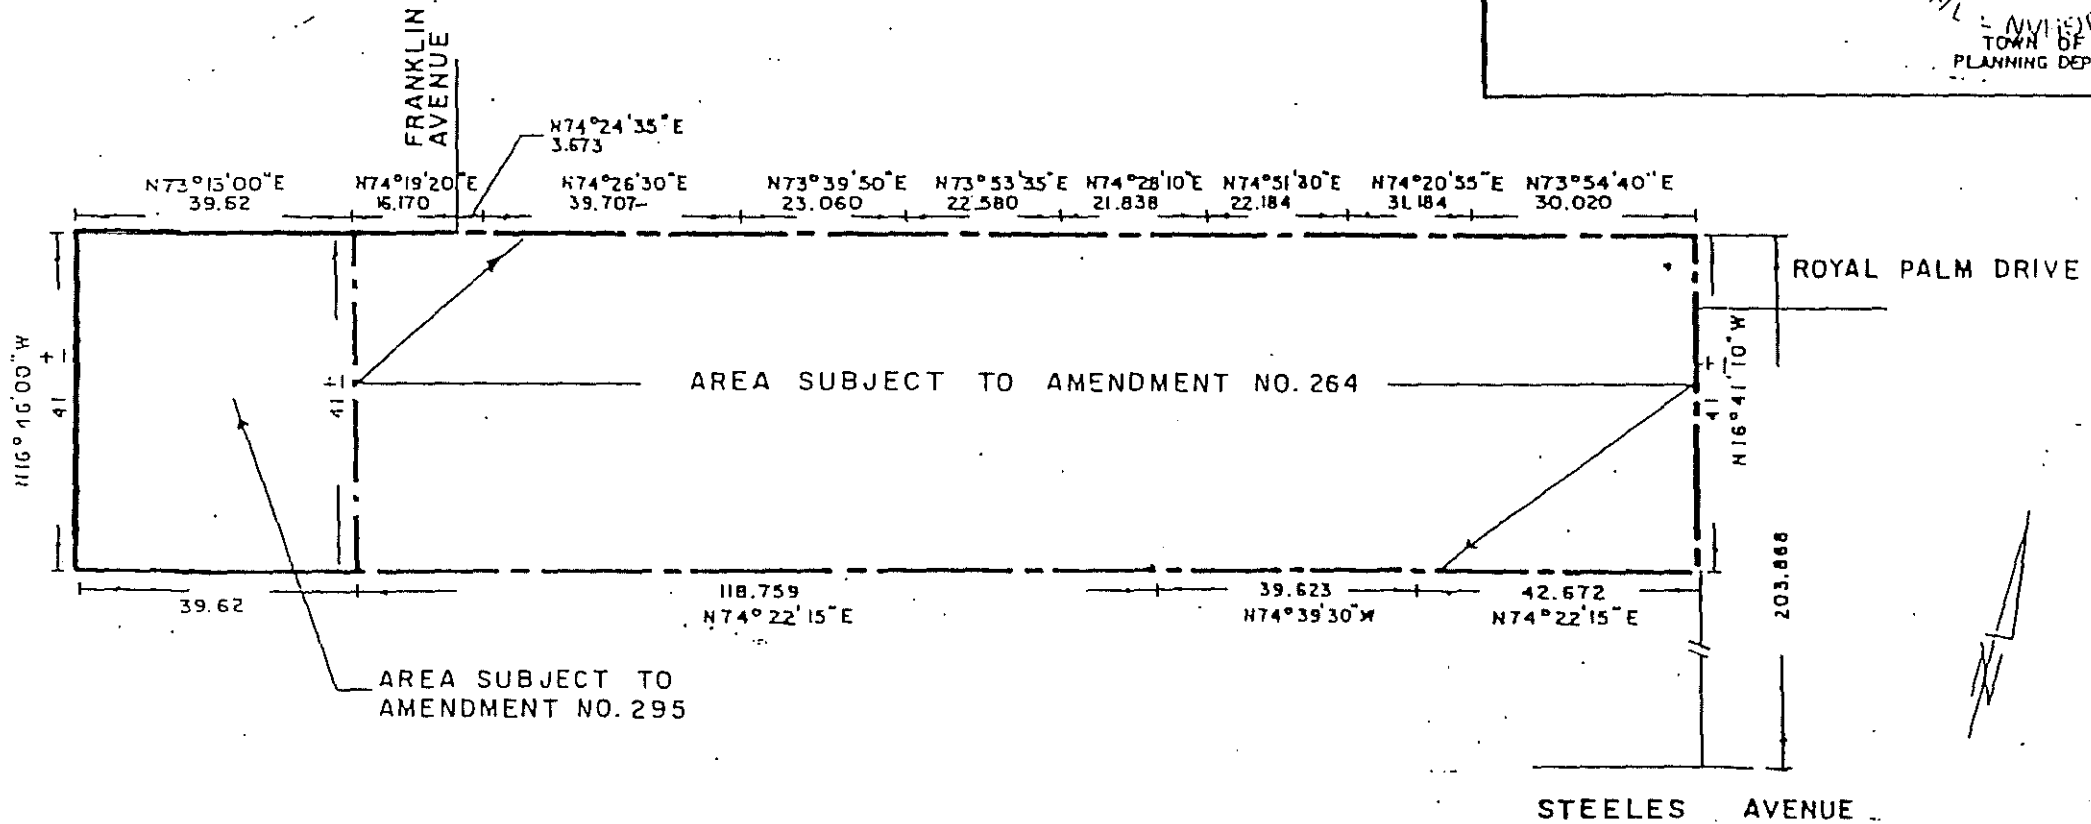 TOWN OF
PLANNING DEP
FRANKLIN
AVENUE
N74°24'35"E
3.673
N73°13'00"E
39.62
N74°19'20"E
16.170
N74°26'30"E
39.707
N73°39'50"E
23.060
N73°53'35"E
22.580
N74°28'10"E
21.838
N74°51'30"E
22.184
N74°20'55"E
31.184
N73°54'40"E
30.020
ROYAL PALM DRIVE
N16°46'00"W
41 ±
41 ±
AREA SUBJECT TO AMENDMENT NO. 264
41 ±
N16°41'10"W
39.62
118.759
N74°22'15"E
39.623
N74°39'30"W
42.672
N74°22'15"E
203.868
AREA SUBJECT TO
AMENDMENT NO. 295
STEELES AVENUE